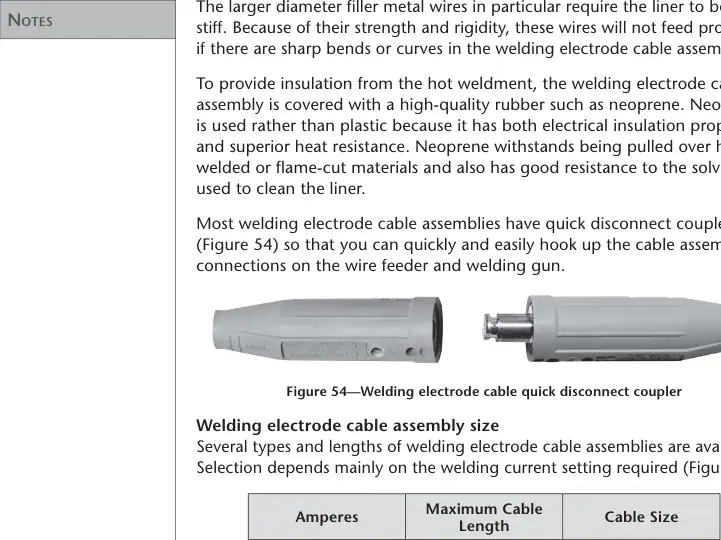 NOTES
The larger diameter filler metal wires in particular require the liner to be
stiff. Because of their strength and rigidity, these wires will not feed pro
if there are sharp bends or curves in the welding electrode cable assem
To provide insulation from the hot weldment, the welding electrode ca
assembly is covered with a high-quality rubber such as neoprene. Neo
is used rather than plastic because it has both electrical insulation prop
and superior heat resistance. Neoprene withstands being pulled over h
welded or flame-cut materials and also has good resistance to the solv
used to clean the liner.
Most welding electrode cable assemblies have quick disconnect couple
(Figure 54) so that you can quickly and easily hook up the cable assem
connections on the wire feeder and welding gun.
Figure 54—Welding electrode cable quick disconnect coupler
Welding electrode cable assembly size
Several types and lengths of welding electrode cable assemblies are ava
Selection depends mainly on the welding current setting required (Figu
Amperes
Maximum Cable
Length
Cable Size